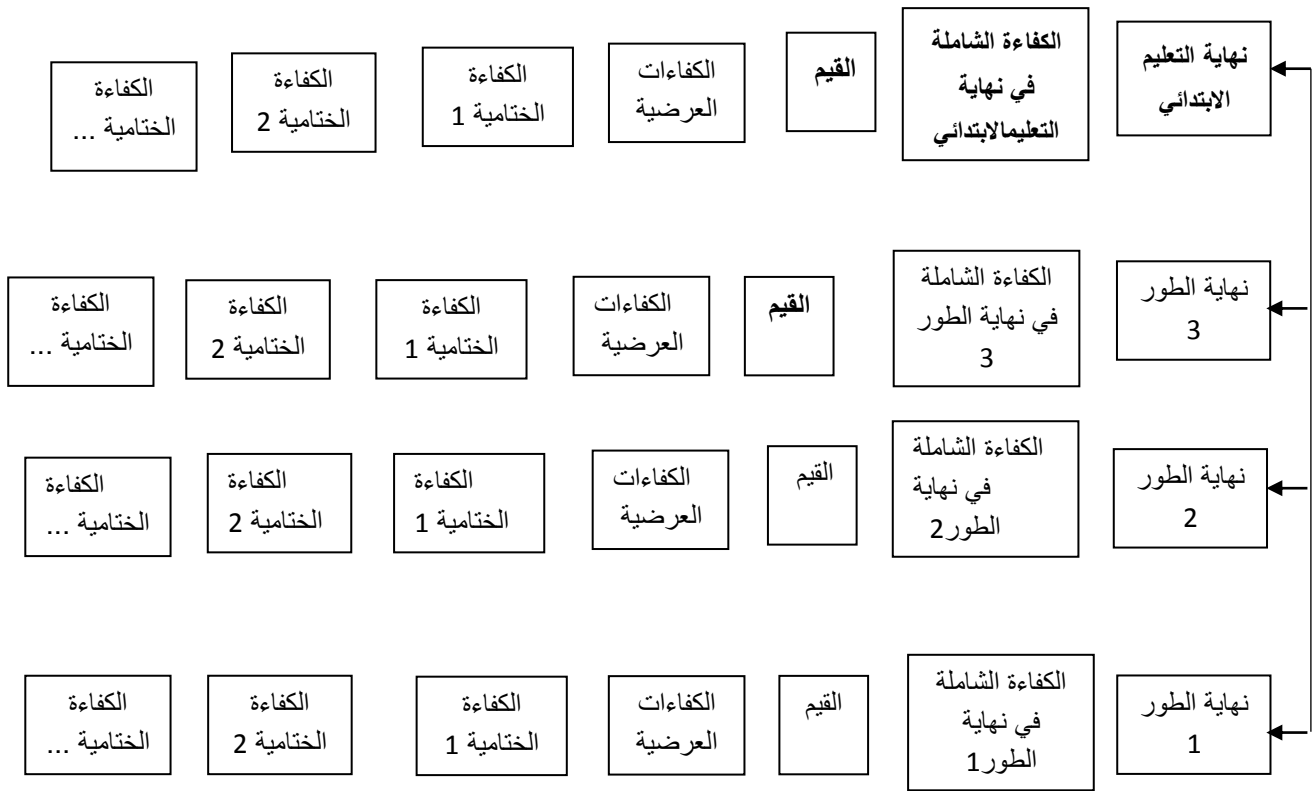 نهاية التعليم
الابتدائي
الكفاءة الشاملة
في نهاية
التعليمالابتدائي
القيم
الكفاءات
العرضية
الكفاءة
الختامية 1
الكفاءة
الختامية 2
الكفاءة
الختامية ...
نهاية الطور
3
الكفاءة الشاملة
في نهاية الطور
3
القيم
الكفاءات
العرضية
الكفاءة
الختامية 1
الكفاءة
الختامية 2
الكفاءة
الختامية ...
نهاية الطور
2
الكفاءة الشاملة
في نهاية
الطور2
القيم
الكفاءات
العرضية
الكفاءة
الختامية 1
الكفاءة
الختامية 2
الكفاءة
الختامية ...
نهاية الطور
1
الكفاءة الشاملة
في نهاية
الطور1
القيم
الكفاءات
العرضية
الكفاءة
الختامية 1
الكفاءة
الختامية 2
الكفاءة
الختامية ...